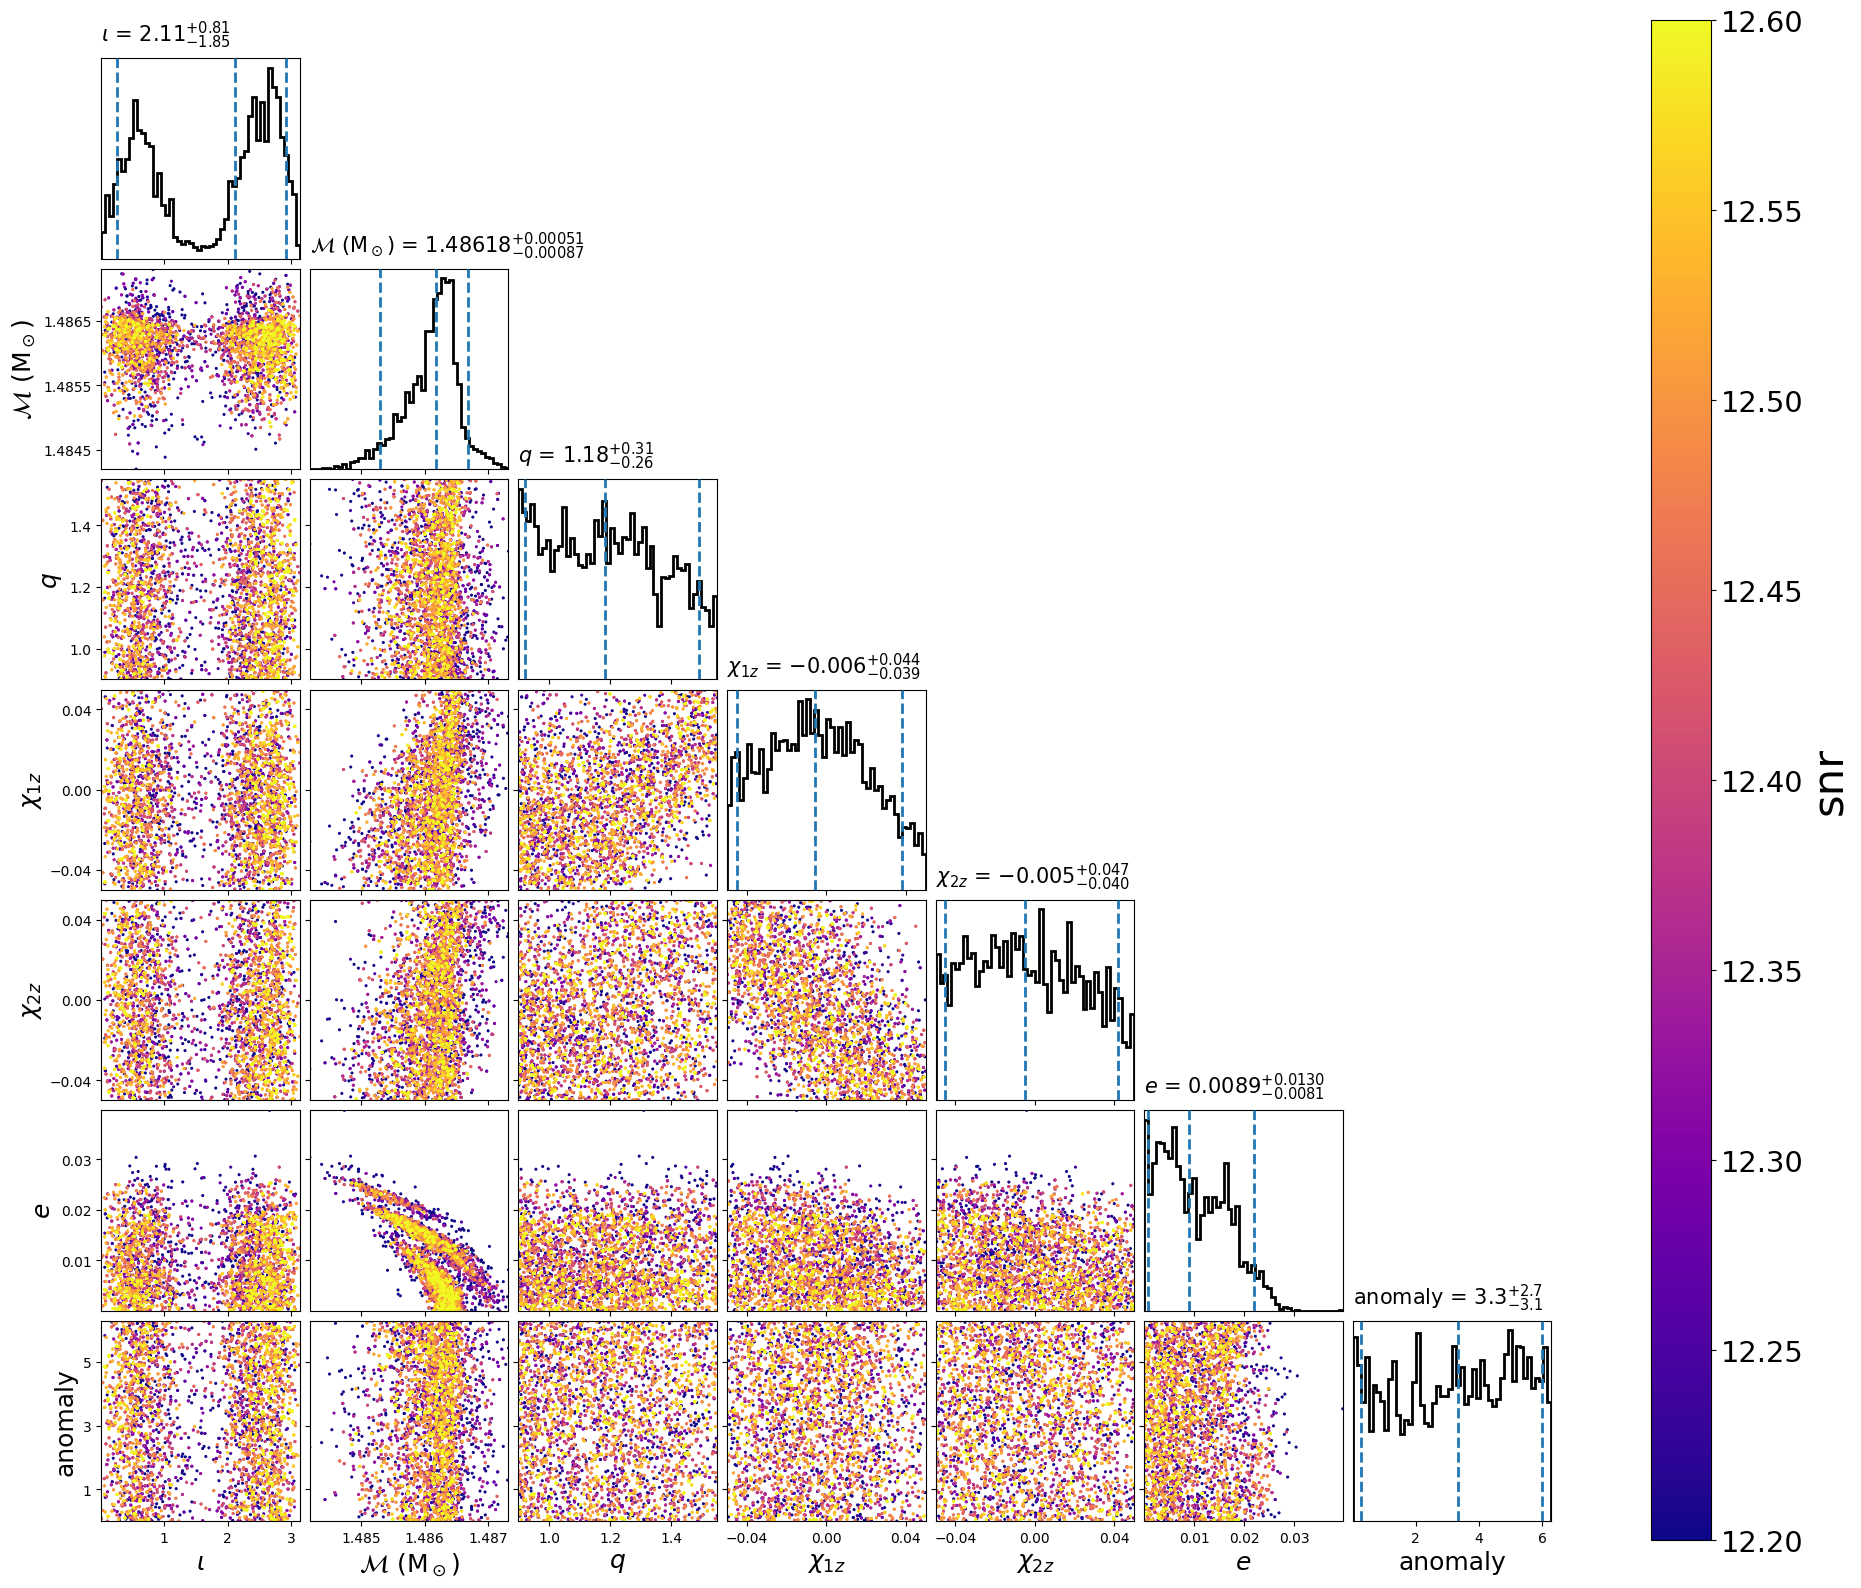 ι = 2.11 +0.81 −1.85
ℳ (M_⊙) = 1.48618 +0.00051 −0.00087
q = 1.18 +0.31 −0.26
χ1z = −0.006 +0.044 −0.039
χ2z = −0.005 +0.047 −0.040
e = 0.0089 +0.0130 −0.0081
anomaly = 3.3 +2.7 −3.1
ℳ (M_⊙)
1.4865
1.4855
1.4845
q
1.4
1.2
1.0
χ1z
0.04
0.00
−0.04
χ2z
0.04
0.00
−0.04
e
0.03
0.02
0.01
anomaly
5
3
1
1 2 3
ι
1.485 1.486 1.487
ℳ (M_⊙)
1.0 1.2 1.4
q
−0.04 0.00 0.04
χ1z
−0.04 0.00 0.04
χ2z
0.01 0.02 0.03
e
2 4 6
anomaly
12.60
12.55
12.50
12.45
12.40
12.35
12.30
12.25
12.20
snr